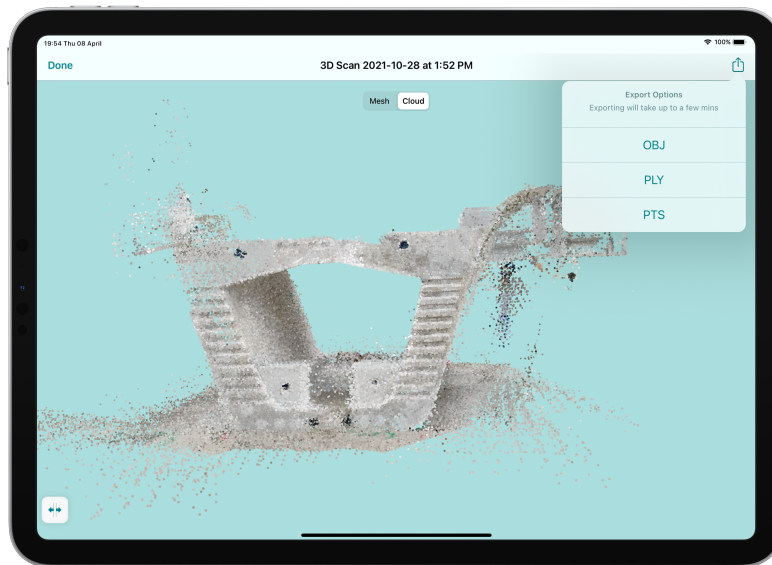 19:54 Thu 08 April
100%
Done
3D Scan 2021-10-28 at 1:52 PM
Mesh
Cloud
Export Options
Exporting will take up to a few mins
OBJ
PLY
PTS